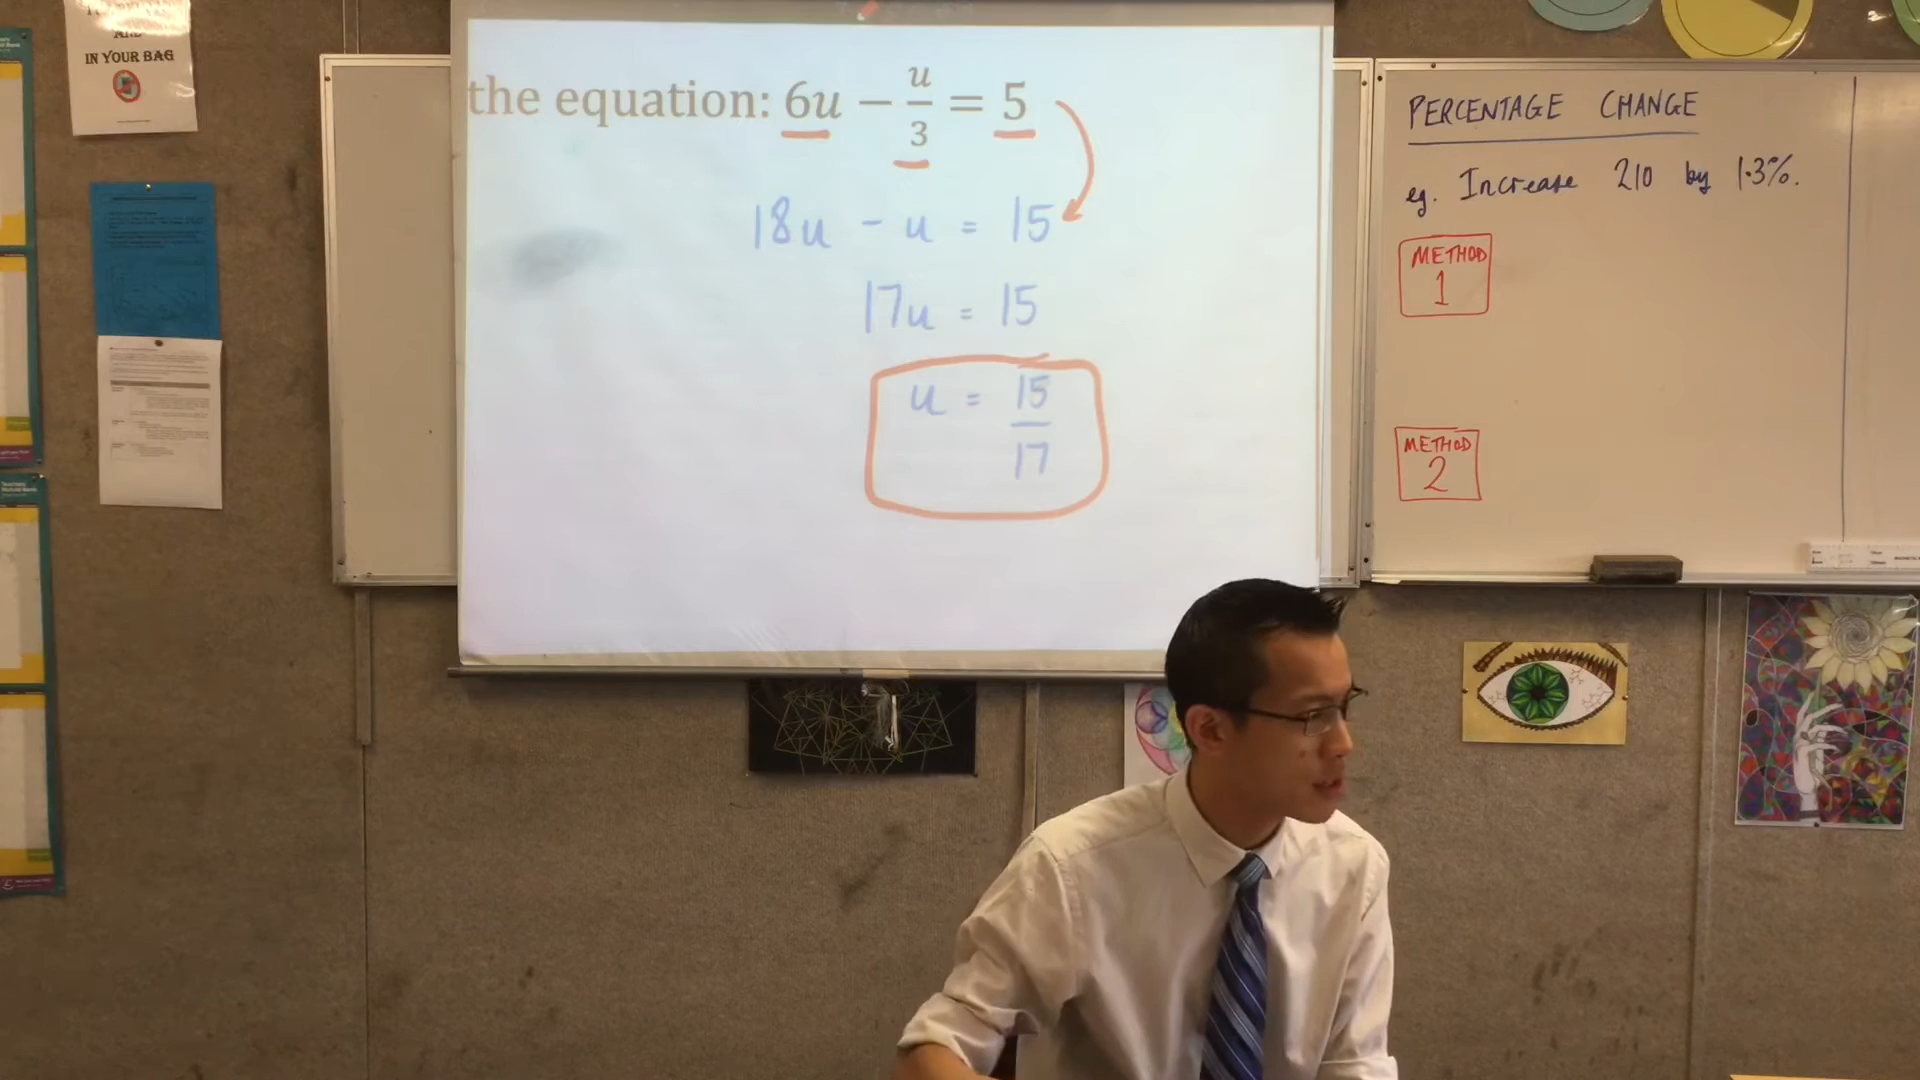 AND
IN YOUR BAG
the equation: 6u − u/3 = 5
18u - u = 15
17u = 15
u = 15/17
PERCENTAGE CHANGE
eg. Increase 210 by 1.3%.
METHOD
1
METHOD
2